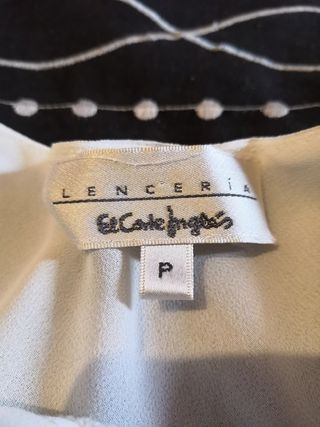 LENCERÍA
El Corte Inglés
P